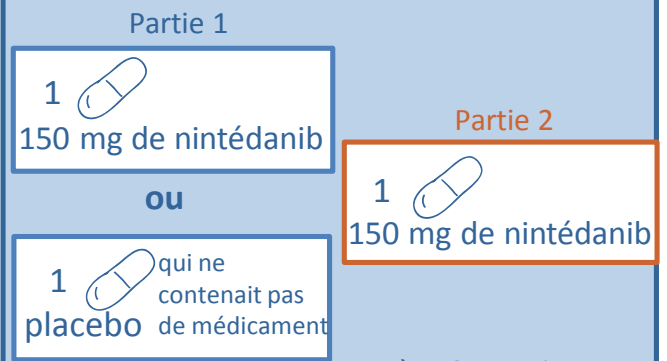 Partie 1
1
150 mg de nintédanib
ou
1
placebo
qui ne
contenait pas
de médicament
Partie 2
1
150 mg de nintédanib